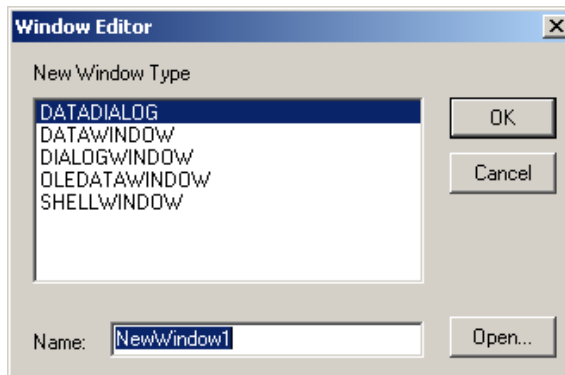 Window Editor
New Window Type
DATADIALOG
DATAWINDOW
DIALOGWINDOW
OLEDATAWINDOW
SHELLWINDOW
OK
Cancel
Name: NewWindow1
Open...